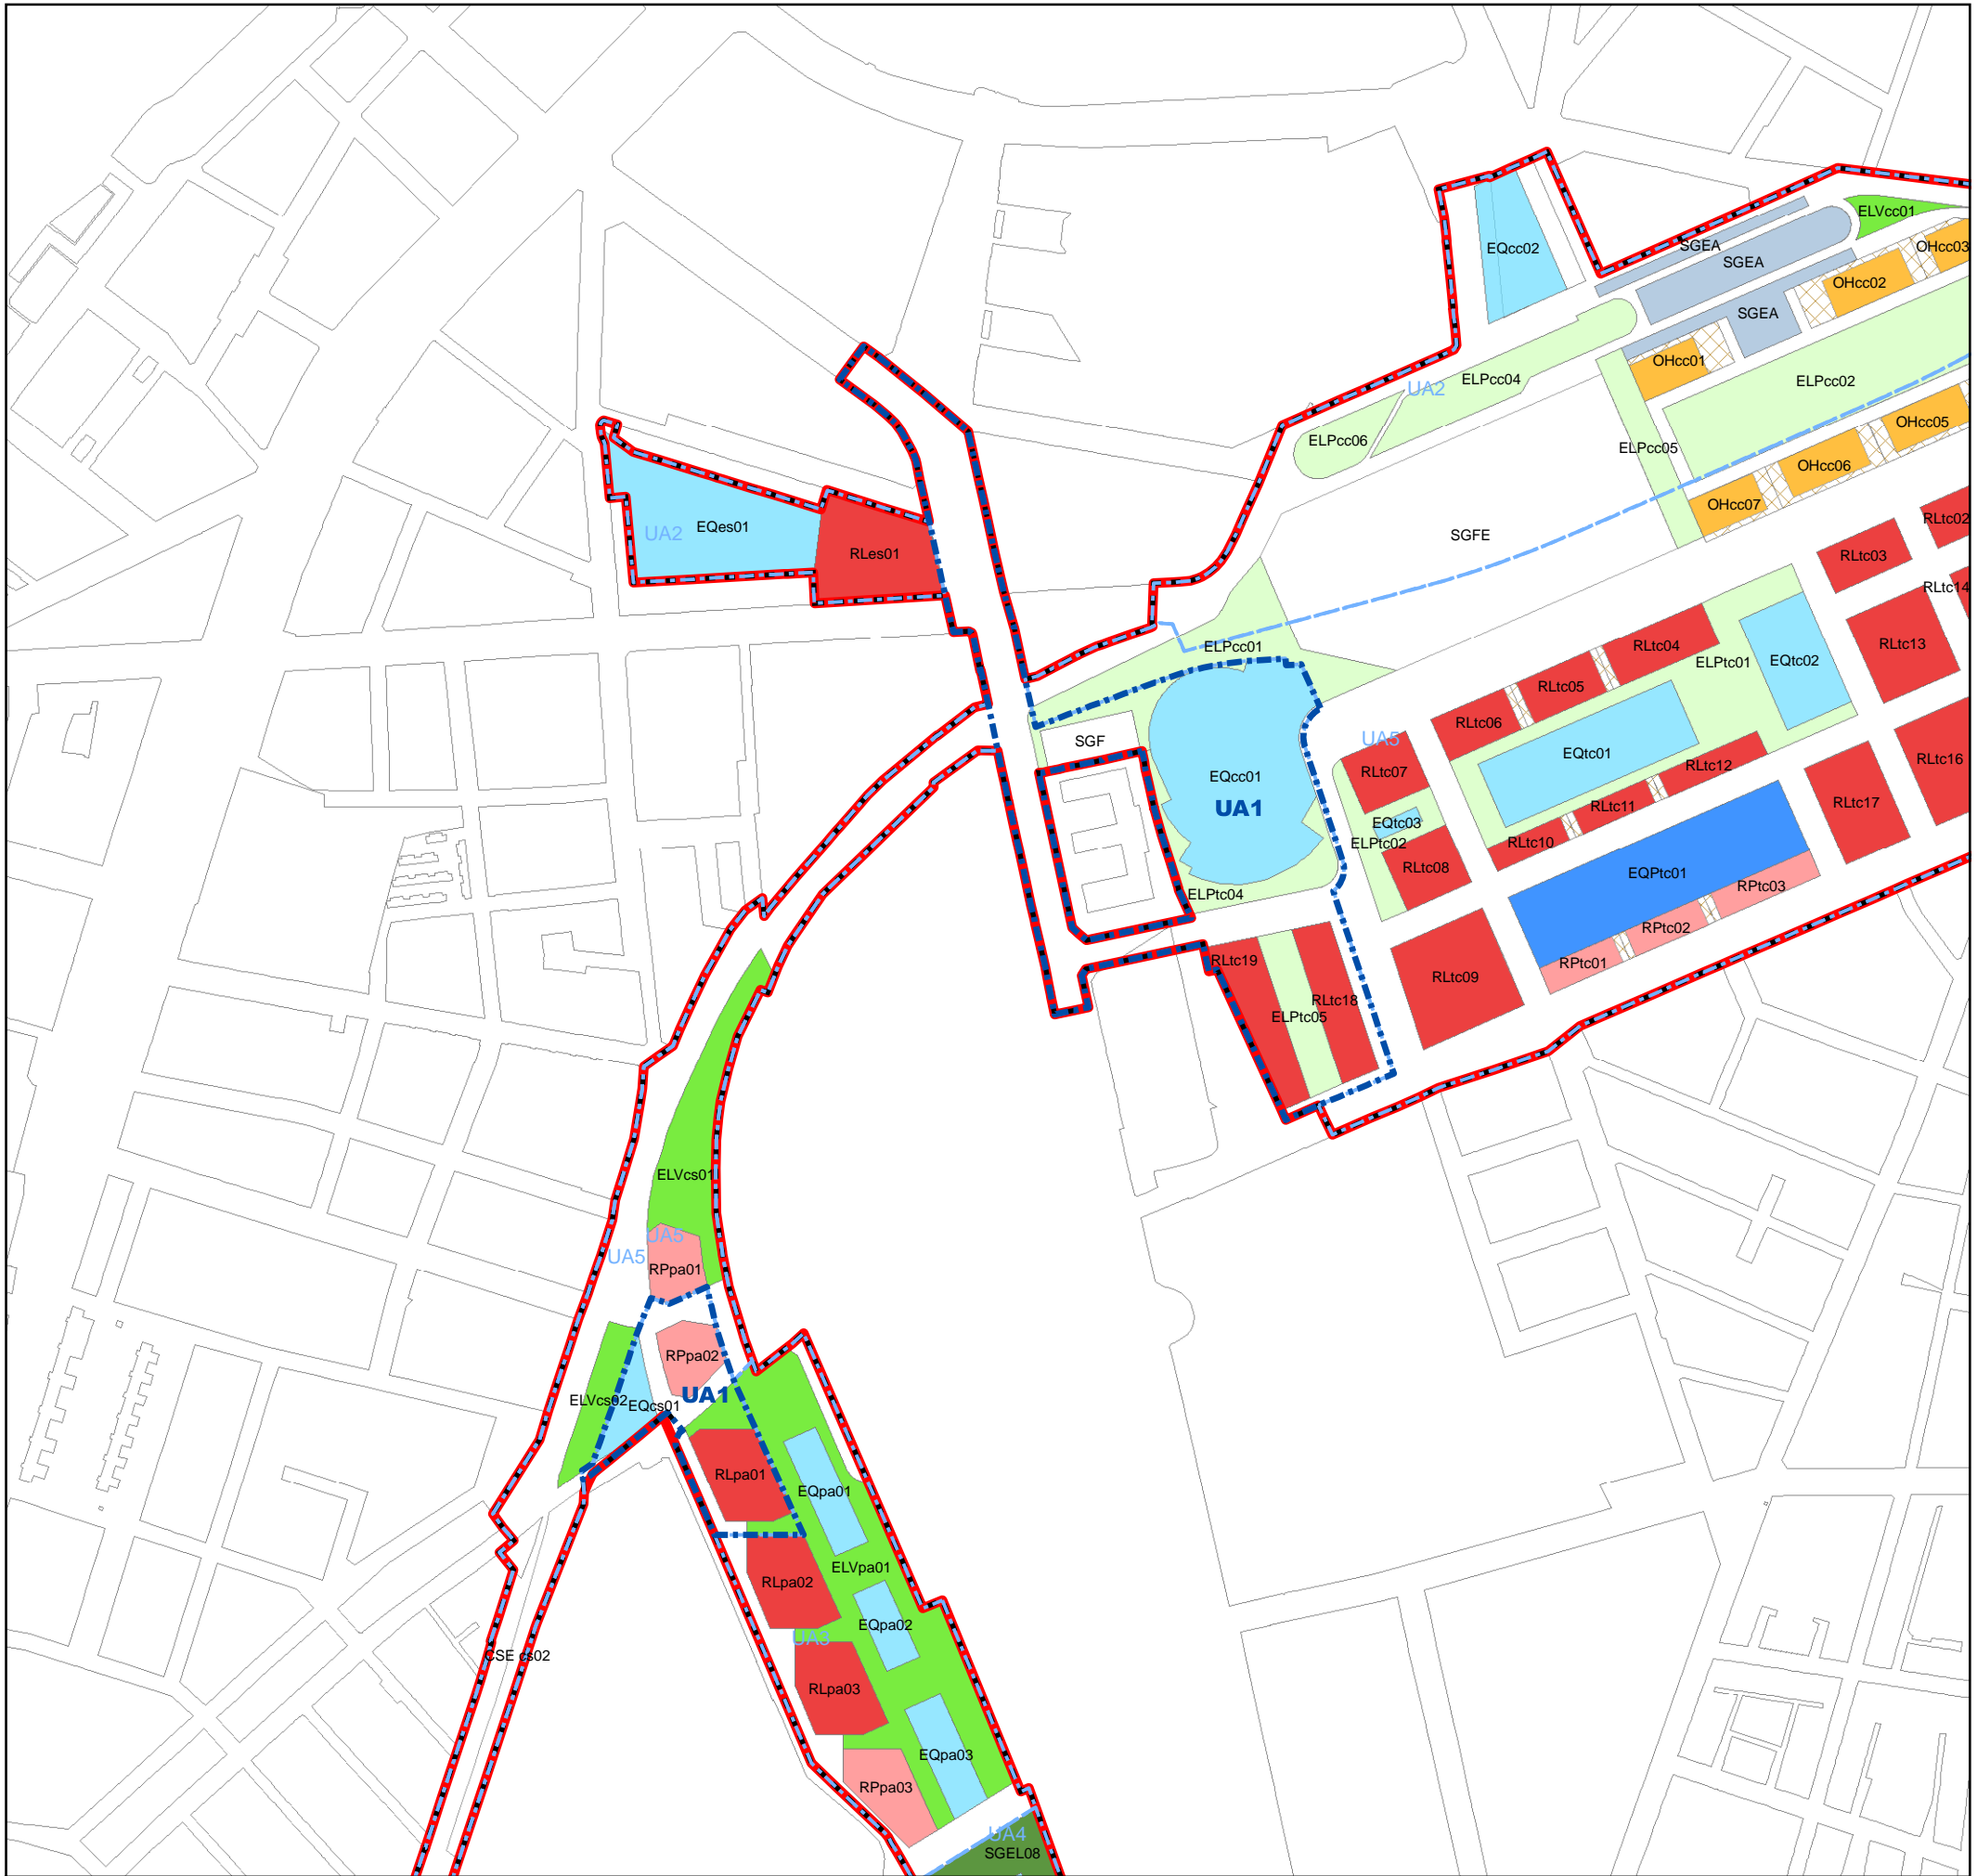 ELVcc01
EQcc02
SGEA
OHcc03
SGEA
OHcc02
SGEA
OHcc01
ELPcc04
ELPcc02
UA2
OHcc05
ELPcc06
ELPcc05
OHcc06
OHcc07
EQes01
UA2
RLes01
SGFE
RLtc02
RLtc03
RLtc14
ELPcc01
RLtc04
RLtc13
ELPtc01
EQtc02
RLtc05
RLtc06
SGF
UA5
EQtc01
RLtc16
RLtc12
RLtc07
EQcc01
UA1
RLtc11
RLtc17
EQtc03
ELPtc02
RLtc10
RLtc08
EQPtc01
RPtc03
ELPtc04
RPtc02
RLtc19
RPtc01
RLtc09
RLtc18
ELPtc05
ELVcs01
UA5
UA5
RPpa01
RPpa02
UA1
ELVcs02
EQcs01
RLpa01
EQpa01
ELVpa01
RLpa02
EQpa02
UA3
CSE cs02
RLpa03
EQpa03
RPpa03
UA4
SGEL08